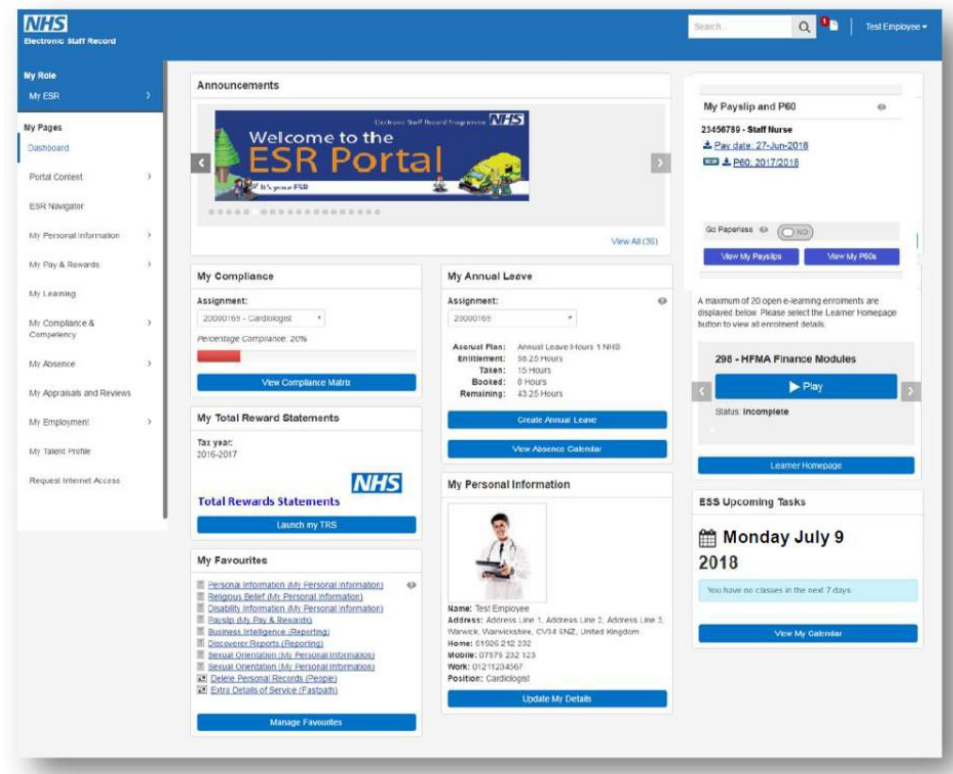 NHS
Electronic Staff Record
Search...
1
Test Employee
My Role
My ESR
My Pages
Dashboard
Portal Content
ESR Navigator
My Personal Information
My Pay & Rewards
My Learning
My Compliance &
Competency
My Absence
My Appraisals and Reviews
My Employment
My Talent Profile
Request Internet Access
Announcements
Electronic Staff Record Programme NHS
Welcome to the
ESR Portal
It's your ESR
View All (36)
My Compliance
Assignment:
20000165 - Cardiologist
Percentage Compliance: 20%
View Compliance Matrix
My Total Reward Statements
Tax year:
2016-2017
NHS
Total Rewards Statements
Launch my TRS
My Favourites
Personal Information (My Personal Information)
Religious Belief (My Personal Information)
Disability Information (My Personal Information)
Payslip (My Pay & Rewards)
Business Intelligence (Reporting)
Discoverer Reports (Reporting)
Sexual Orientation (My Personal Information)
Sexual Orientation (My Personal Information)
Delete Personal Records (People)
Extra Details of Service (Fastpath)
Manage Favourites
My Annual Leave
Assignment:
20000165
Accrual Plan: Annual Leave Hours 1 NHS
Entitlement: 58.25 Hours
Taken: 15 Hours
Booked: 0 Hours
Remaining: 43.25 Hours
Create Annual Leave
View Absence Calendar
My Personal Information
Name: Test Employee
Address: Address Line 1, Address Line 2, Address Line 3,
Warwick, Warwickshire, CV34 6NZ, United Kingdom
Home: 01926 212 232
Mobile: 07576 232 123
Work: 01211234567
Position: Cardiologist
Update My Details
My Payslip and P60
23456789 - Staff Nurse
Pay date: 27-Jun-2018
P60: 2017/2018
Go Paperless
NO
View My Payslips
View My P60s
A maximum of 20 open e-learning enrolments are
displayed below. Please select the Learner Homepage
button to view all enrolment details.
298 - HFMA Finance Modules
Play
Status: Incomplete
Learner Homepage
ESS Upcoming Tasks
Monday July 9
2018
You have no classes in the next 7 days
View My Calendar